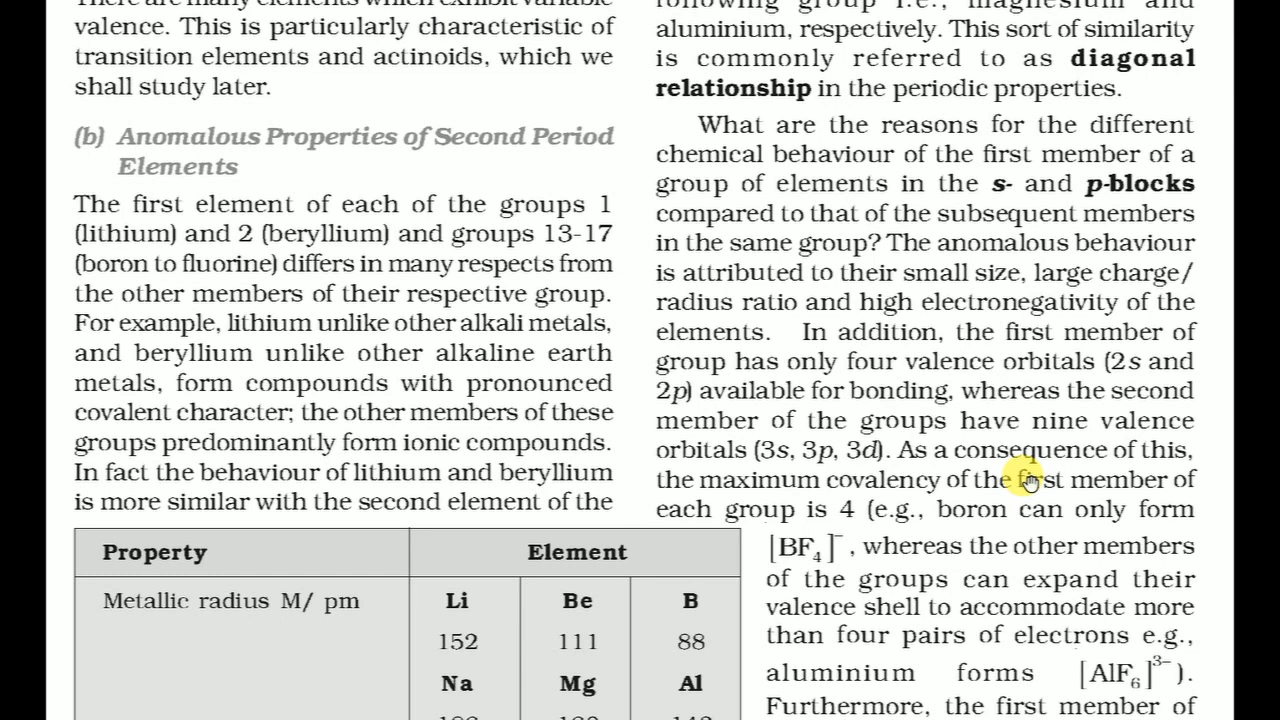 There are many elements which exhibit variable
valence. This is particularly characteristic of
transition elements and actinoids, which we
shall study later.
(b) Anomalous Properties of Second Period
Elements
The first element of each of the groups 1
(lithium) and 2 (beryllium) and groups 13-17
(boron to fluorine) differs in many respects from
the other members of their respective group.
For example, lithium unlike other alkali metals,
and beryllium unlike other alkaline earth
metals, form compounds with pronounced
covalent character; the other members of these
groups predominantly form ionic compounds.
In fact the behaviour of lithium and beryllium
is more similar with the second element of the
following group i.e., magnesium and
aluminium, respectively. This sort of similarity
is commonly referred to as diagonal
relationship in the periodic properties.
What are the reasons for the different
chemical behaviour of the first member of a
group of elements in the s- and p-blocks
compared to that of the subsequent members
in the same group? The anomalous behaviour
is attributed to their small size, large charge/
radius ratio and high electronegativity of the
elements. In addition, the first member of
group has only four valence orbitals (2s and
2p) available for bonding, whereas the second
member of the groups have nine valence
orbitals (3s, 3p, 3d). As a consequence of this,
the maximum covalency of the first member of
each group is 4 (e.g., boron can only form
[BF₄]⁻, whereas the other members
of the groups can expand their
valence shell to accommodate more
than four pairs of electrons e.g.,
aluminium forms [AlF₆]³⁻).
Furthermore, the first member of
Property Element
Metallic radius M/ pm Li Be B
152 111 88
Na Mg Al